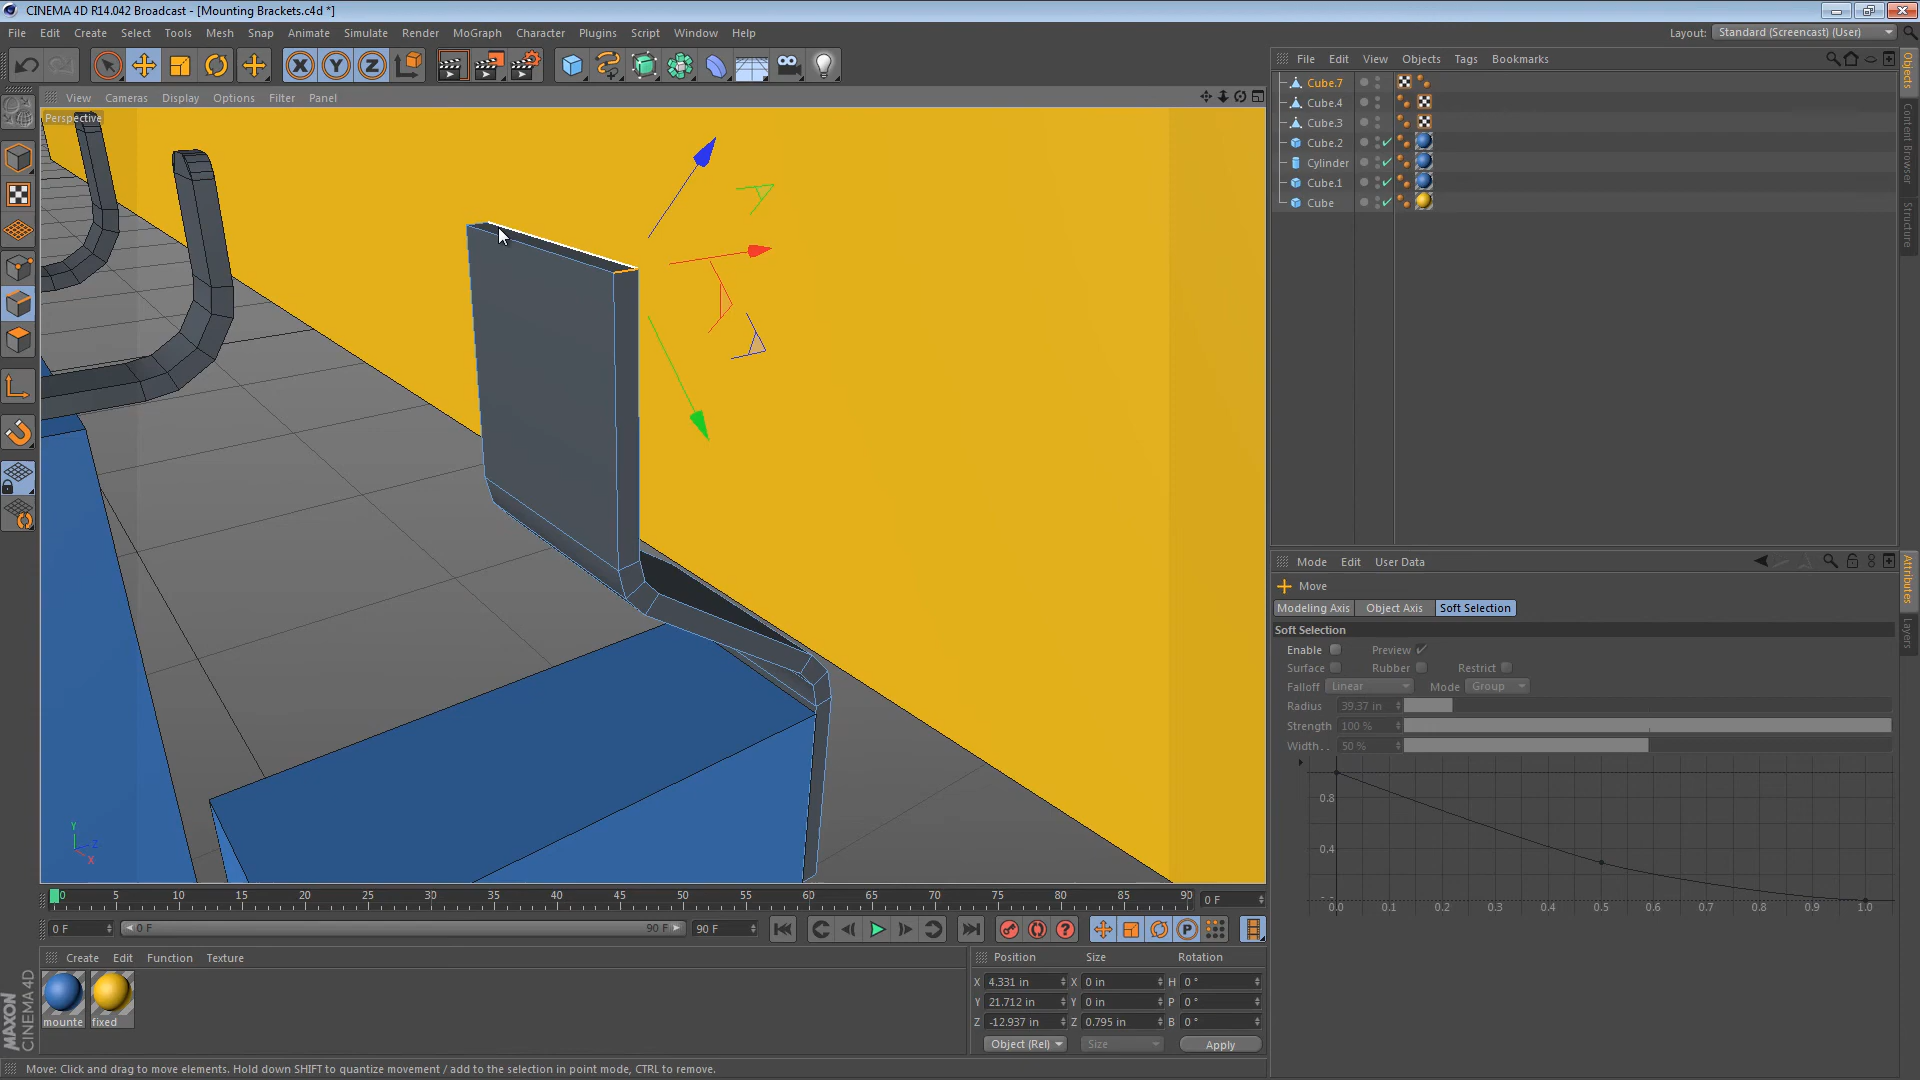 CINEMA 4D R14.042 Broadcast - [Mounting Brackets.c4d *]
File Edit Create Select Tools Mesh Snap Animate Simulate Render MoGraph Character Plugins Script Window Help
Layout: Standard (Screencast) (User)
X Y Z
View Cameras Display Options Filter Panel
Perspective
File Edit View Objects Tags Bookmarks
Cube.7
Cube.4
Cube.3
Cube.2
Cylinder
Cube.1
Cube
Objects
Content Browser
Structure
Mode Edit User Data
Move
Modeling Axis Object Axis Soft Selection
Soft Selection
Enable Preview
Surface Rubber Restrict
Falloff Linear Mode Group
Radius 39.37 in
Strength 100 %
Width.. 50 %
0.8
0.4
0.0 0.1 0.2 0.3 0.4 0.5 0.6 0.7 0.8 0.9 1.0
Attributes
Layers
Y
Z
X
0 5 10 15 20 25 30 35 40 45 50 55 60 65 70 75 80 85 90 0 F
0 F 0 F 90 F 90 F
P
Create Edit Function Texture
mounte fixed
Position Size Rotation
X 4.331 in X 0 in H 0 °
Y 21.712 in Y 0 in P 0 °
Z -12.937 in Z 0.795 in B 0 °
Object (Rel) Size Apply
MAXON
CINEMA 4D
Move: Click and drag to move elements. Hold down SHIFT to quantize movement / add to the selection in point mode, CTRL to remove.